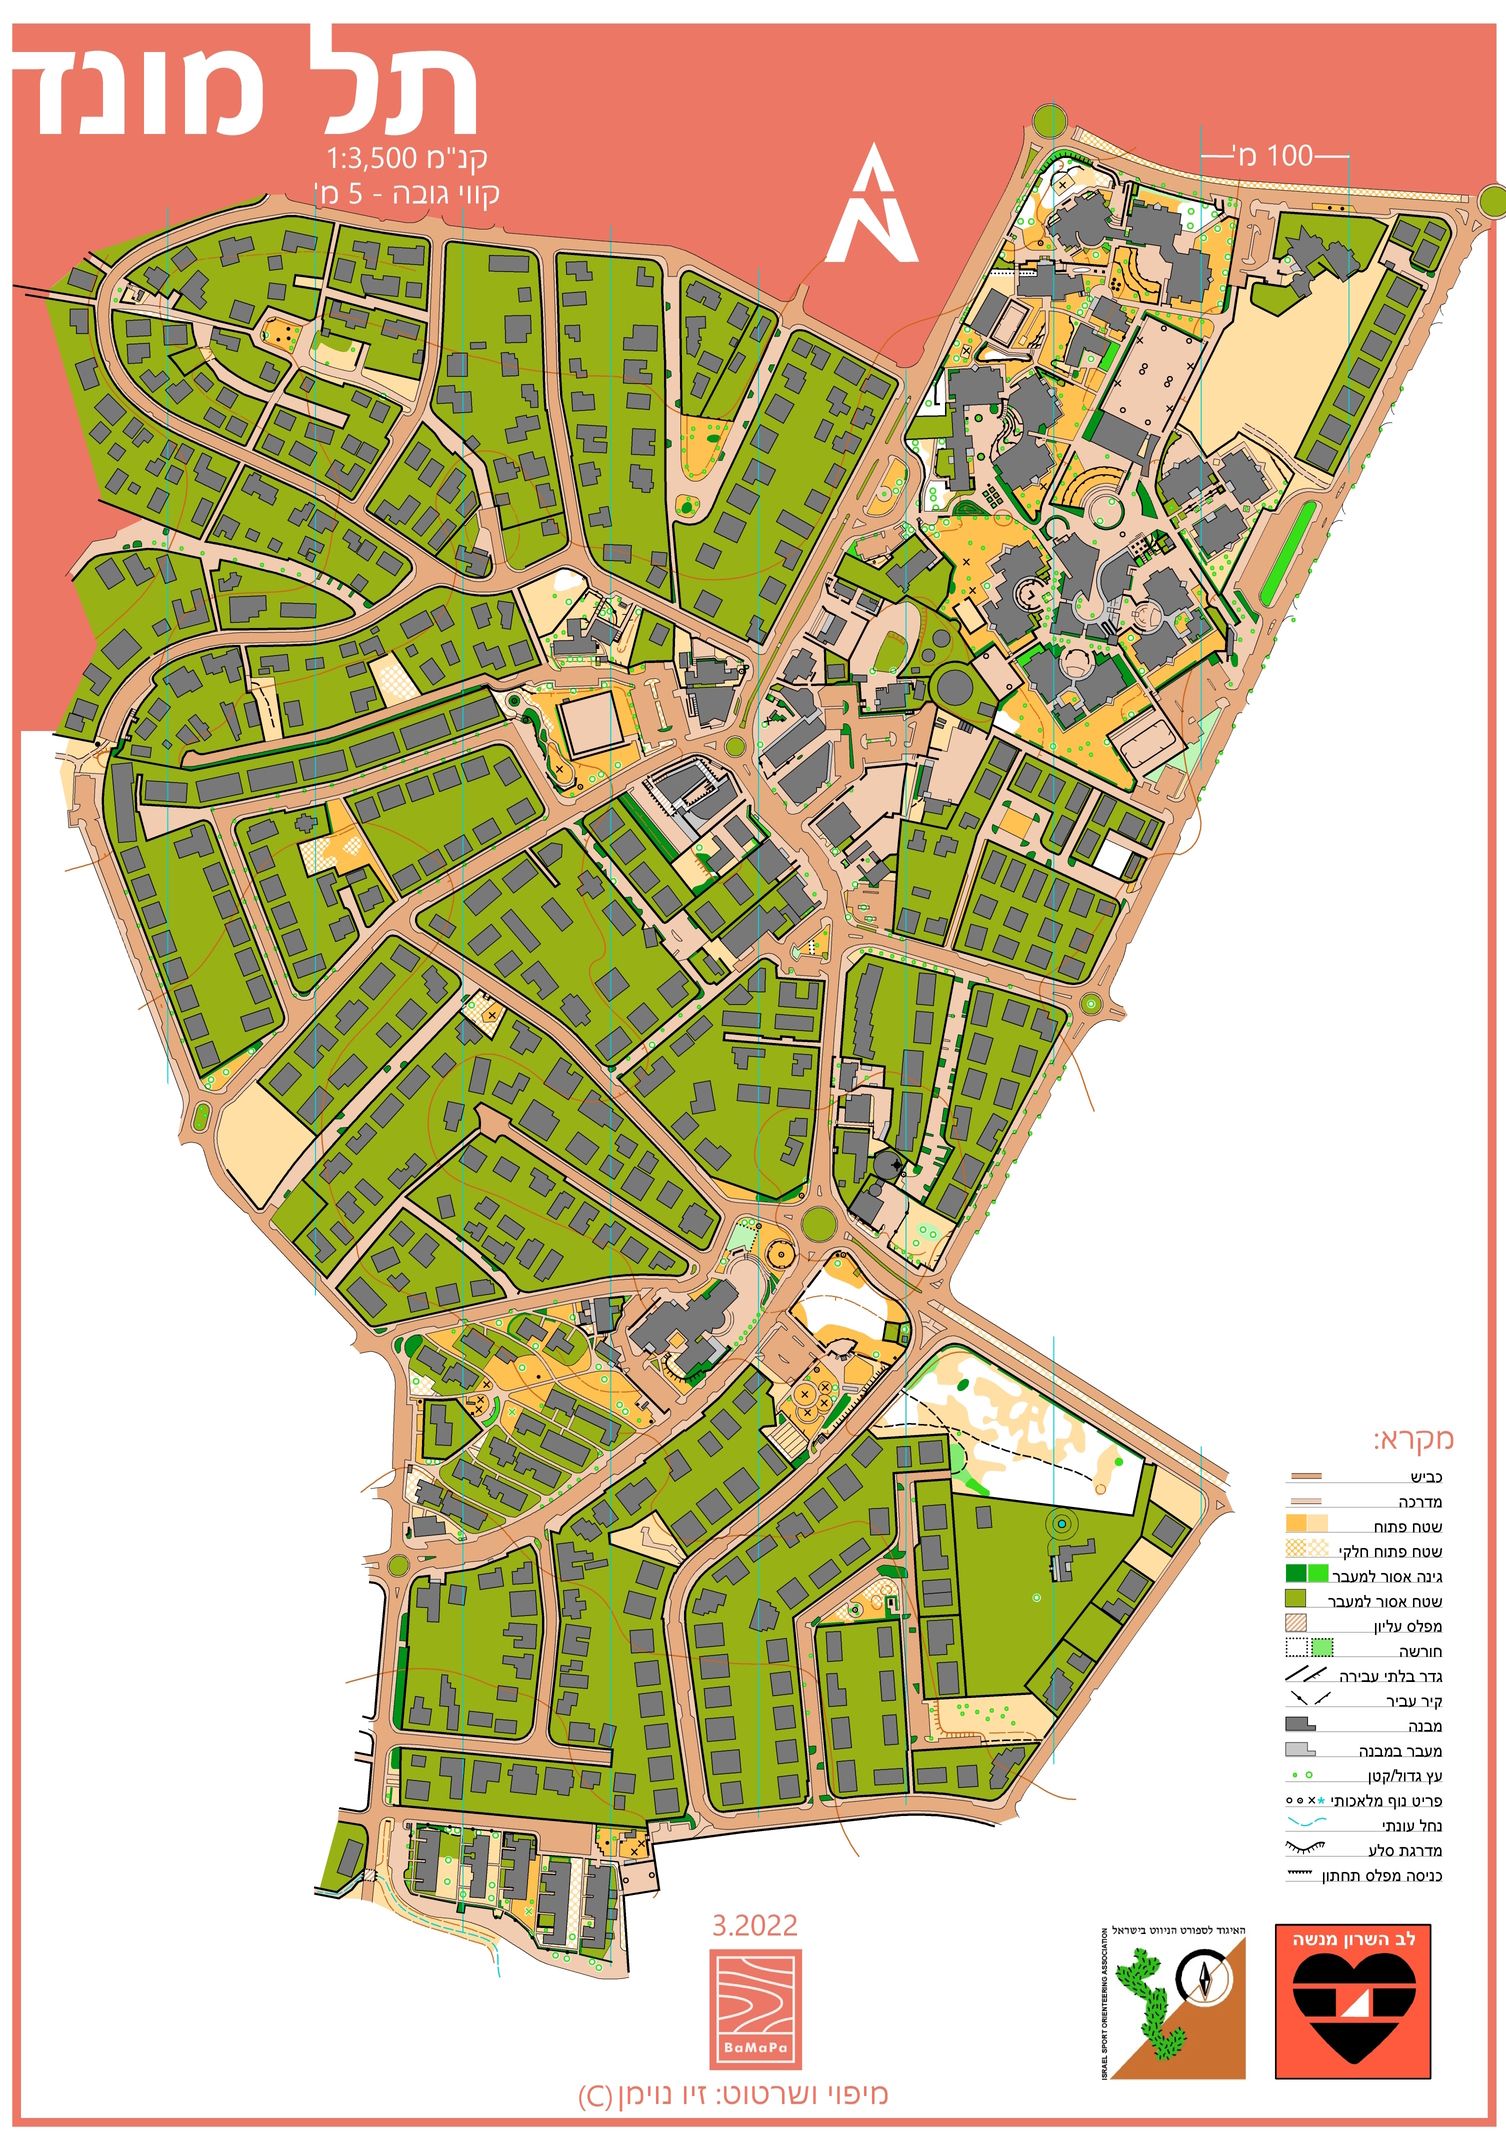 תל מונד
קנ"מ 1:3,500
קווי גובה - 5 מ'
100 מ'
מקרא:
כביש
מדרכה
שטח פתוח
שטח פתוח חלקי
גינה אסור למעבר
שטח אסור למעבר
מפלס עליון
חורשה
גדר בלתי עבירה
קיר עביר
מבנה
מעבר במבנה
עץ גדול/קטן
פריט נוף מלאכותי
נחל עונתי
מדרגת סלע
כניסה מפלס תחתון
3.2022
BaMaPa
מיפוי ושרטוט: זיו נוימן (C)
האיגוד לספורט הניווט בישראל
ISRAEL SPORT ORIENTEERING ASSOCIATION
לב השרון מנשה